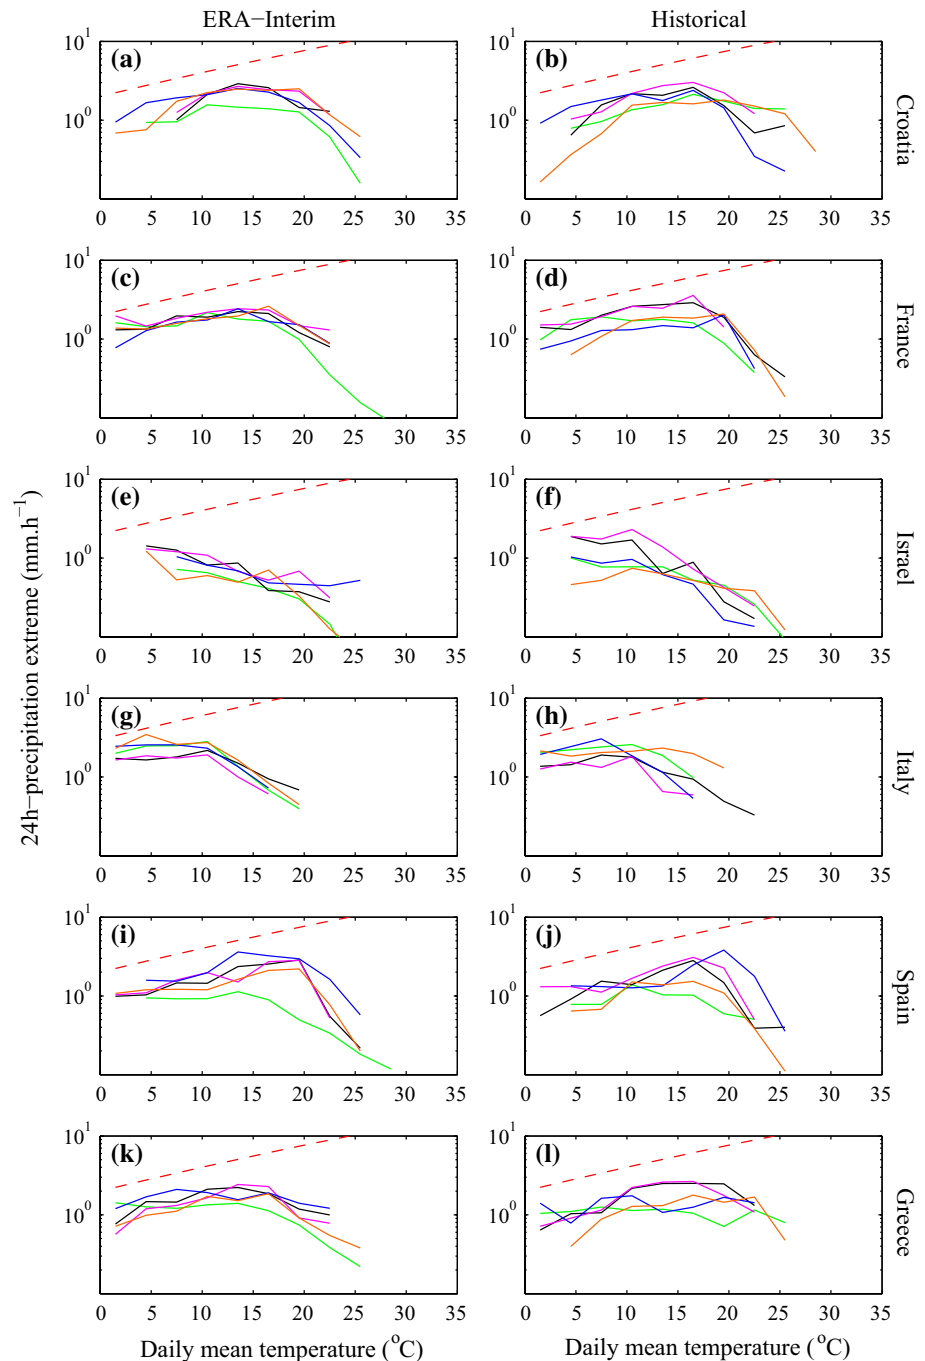 ERA−Interim
Historical
(a)
10^1
10^0
0 5 10 15 20 25 30 35
(b)
10^1
10^0
0 5 10 15 20 25 30 35
Croatia
(c)
10^1
10^0
0 5 10 15 20 25 30 35
(d)
10^1
10^0
0 5 10 15 20 25 30 35
France
(e)
10^1
10^0
0 5 10 15 20 25 30 35
(f)
10^1
10^0
0 5 10 15 20 25 30 35
Israel
24h−precipitation extreme (mm.h^−1)
(g)
10^1
10^0
0 5 10 15 20 25 30 35
(h)
10^1
10^0
0 5 10 15 20 25 30 35
Italy
(i)
10^1
10^0
0 5 10 15 20 25 30 35
(j)
10^1
10^0
0 5 10 15 20 25 30 35
Spain
(k)
10^1
10^0
0 5 10 15 20 25 30 35
(l)
10^1
10^0
0 5 10 15 20 25 30 35
Greece
Daily mean temperature (°C)
Daily mean temperature (°C)